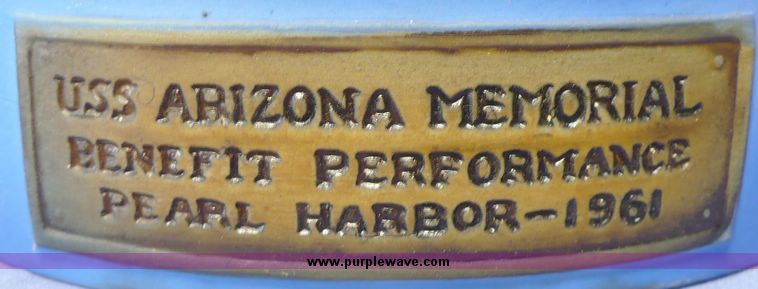 USS ARIZONA MEMORIAL
BENEFIT PERFORMANCE
PEARL HARBOR-1961
www.purplewave.com